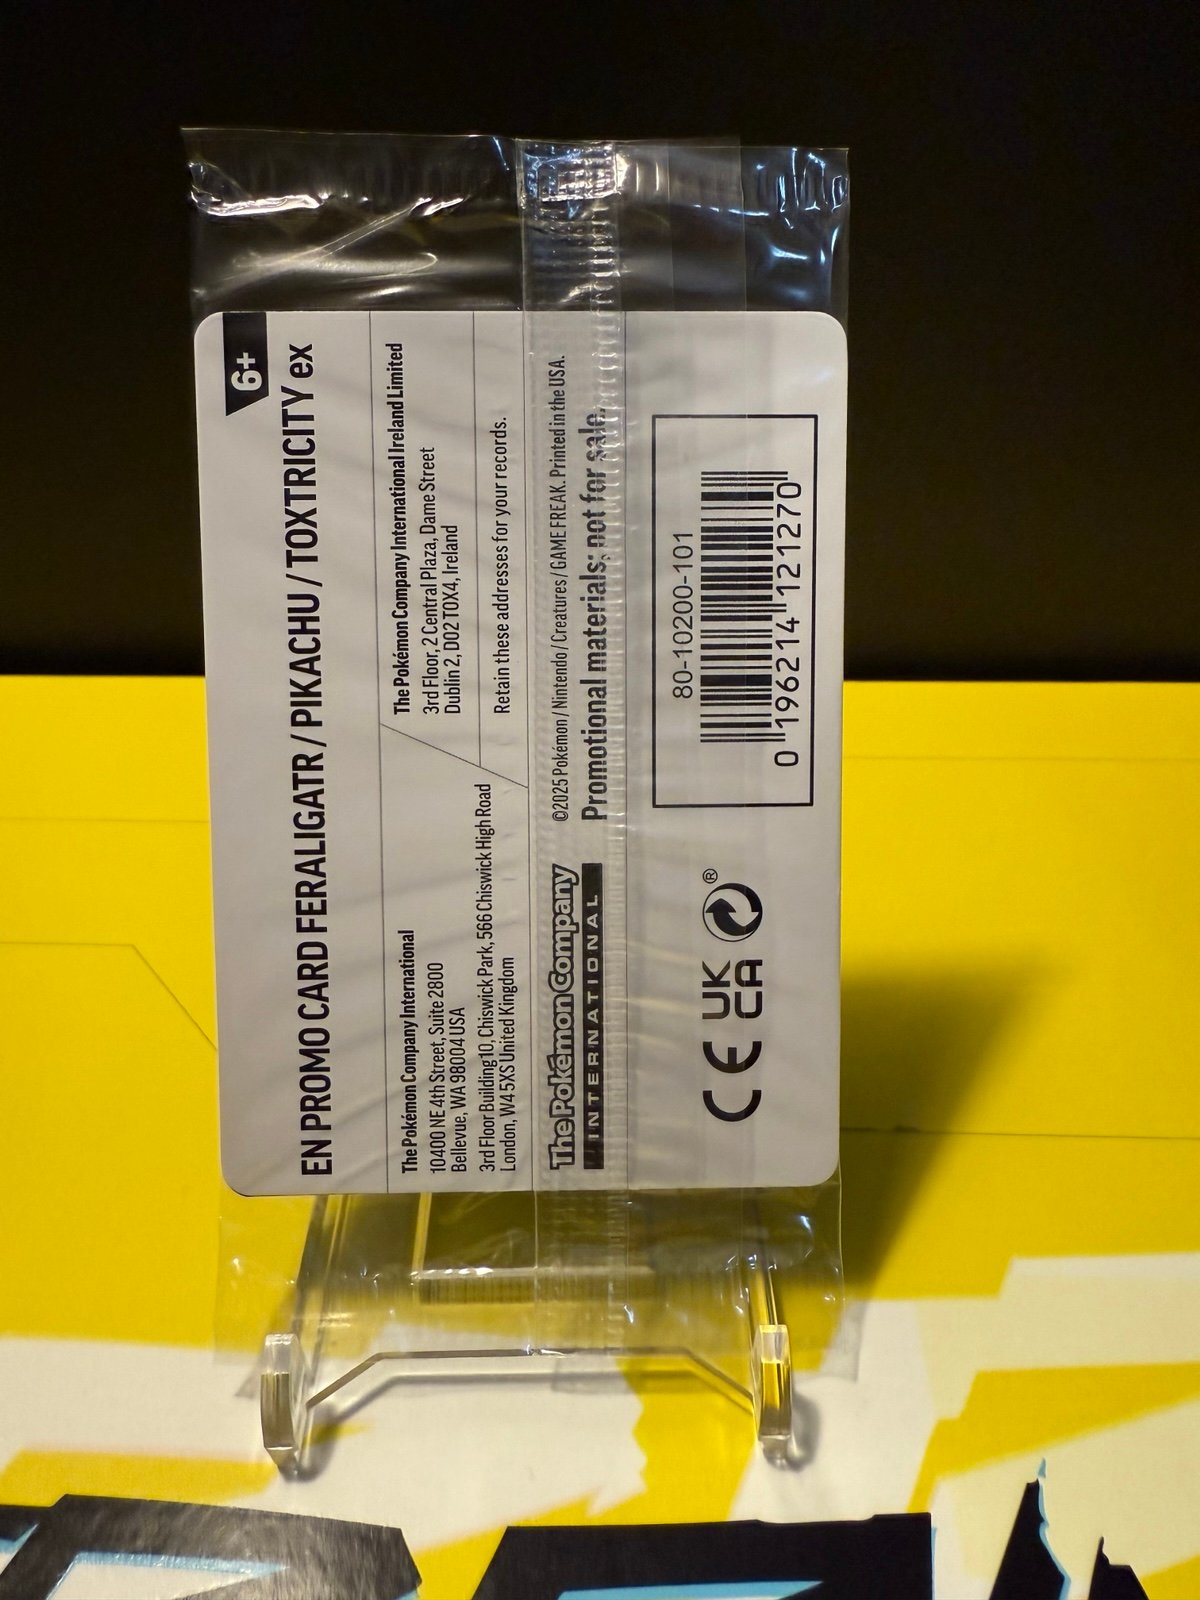 6+
EN PROMO CARD FERALIGATR / PIKACHU / TOXTRICITY ex
The Pokémon Company International
10400 NE 4th Street, Suite 2800
Bellevue, WA 98004 USA
3rd Floor Building 10, Chiswick Park, 566 Chiswick High Road
London, W4 5XS United Kingdom
The Pokémon Company International Ireland Limited
3rd Floor, 2 Central Plaza, Dame Street
Dublin 2, D02 T0X4, Ireland
Retain these addresses for your records.
The Pokémon Company
INTERNATIONAL
©2025 Pokémon / Nintendo / Creatures / GAME FREAK. Printed in the USA.
Promotional materials; not for sale.
CE UK
CA ®
80-10200-101
0 196214 121270